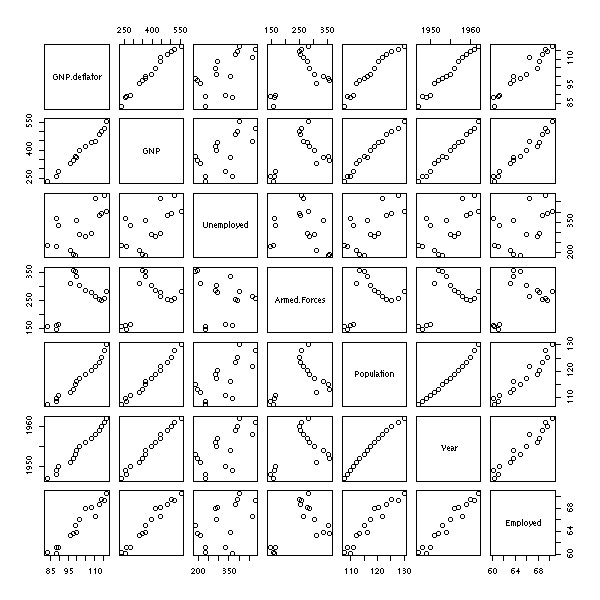 250 400 550 150 250 350 1950 1960
GNP.deflator 85 95 110
250 400 550 GNP
Unemployed 200 350
150 250 350 Armed.Forces
Population 110 120 130
1950 1960 Year
Employed 60 64 68
85 95 110 200 350 110 120 130 60 64 68